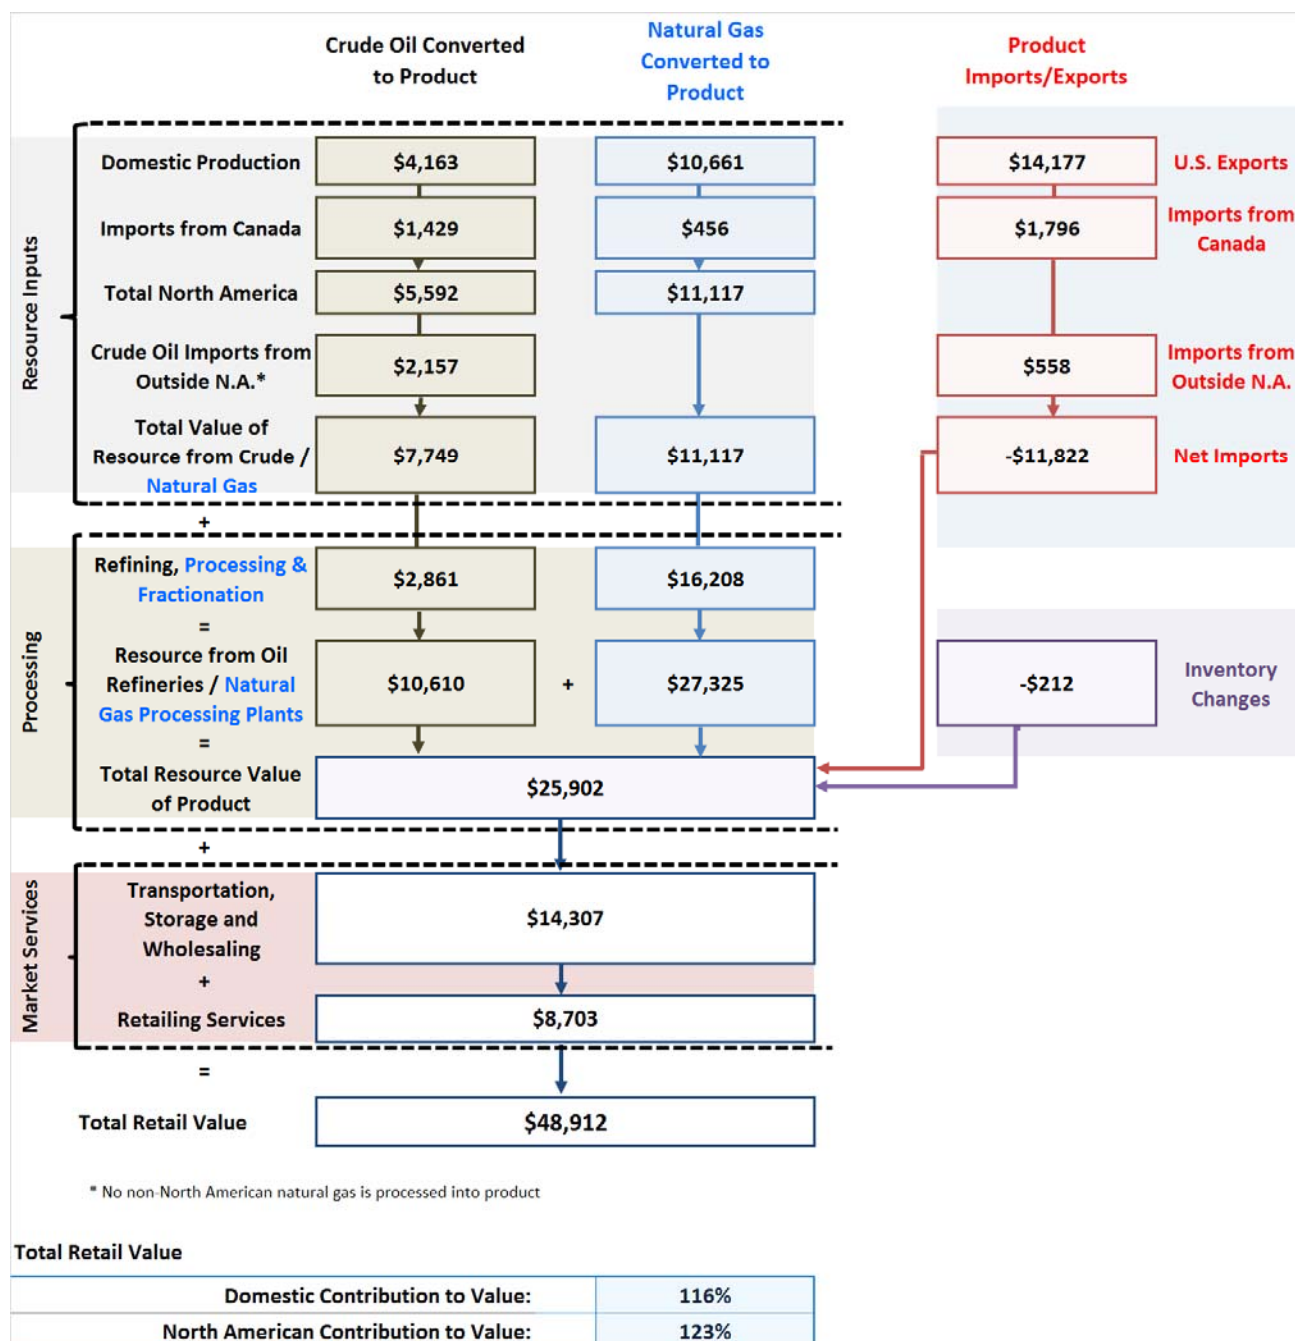 Crude Oil Converted
to Product
Natural Gas
Converted to
Product
Product
Imports/Exports
Resource Inputs
Domestic Production
$4,163
$10,661
$14,177
U.S. Exports
Imports from Canada
$1,429
$456
$1,796
Imports from
Canada
Total North America
$5,592
$11,117
Crude Oil Imports from
Outside N.A.*
$2,157
$558
Imports from
Outside N.A.
Total Value of
Resource from Crude /
Natural Gas
$7,749
$11,117
-$11,822
Net Imports
+
Processing
Refining, Processing &
Fractionation
$2,861
$16,208
=
Resource from Oil
Refineries / Natural
Gas Processing Plants
$10,610
+
$27,325
-$212
Inventory
Changes
=
Total Resource Value
of Product
$25,902
+
Market Services
Transportation,
Storage and
Wholesaling
$14,307
+
Retailing Services
$8,703
=
Total Retail Value
$48,912
* No non-North American natural gas is processed into product
Total Retail Value
Domestic Contribution to Value: 116%
North American Contribution to Value: 123%